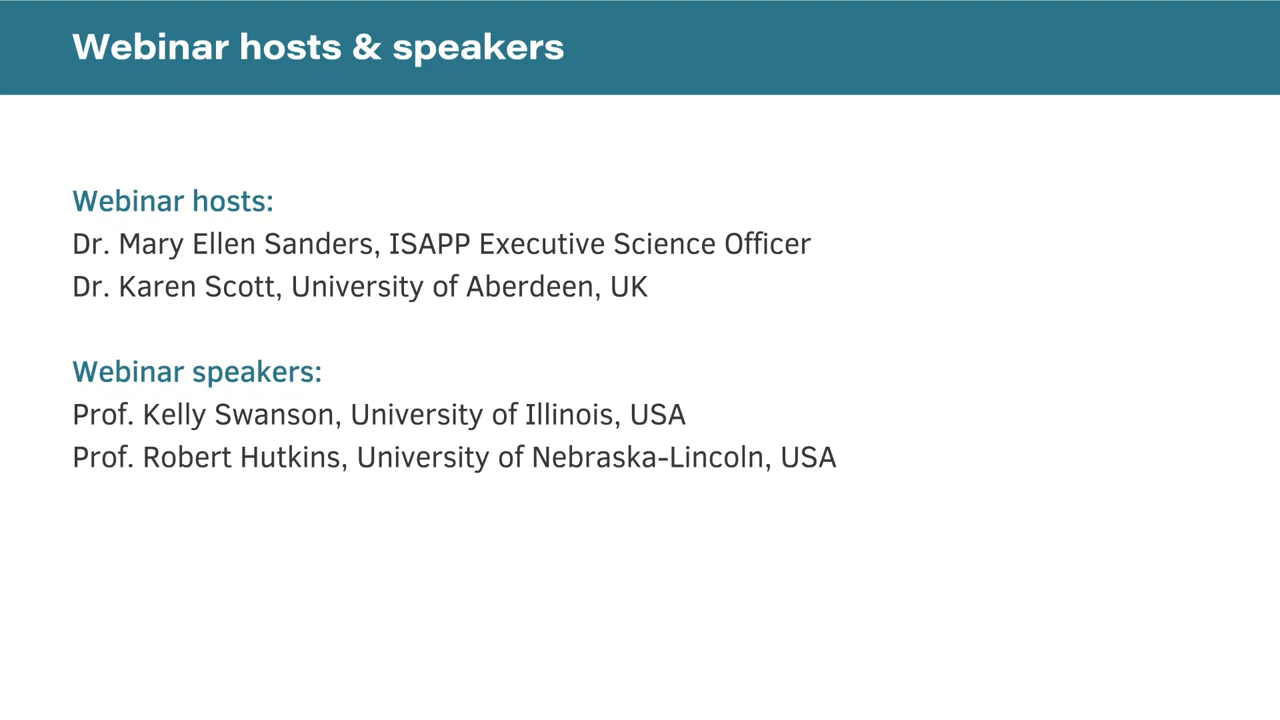 Webinar hosts & speakers
Webinar hosts:
Dr. Mary Ellen Sanders, ISAPP Executive Science Officer
Dr. Karen Scott, University of Aberdeen, UK
Webinar speakers:
Prof. Kelly Swanson, University of Illinois, USA
Prof. Robert Hutkins, University of Nebraska-Lincoln, USA